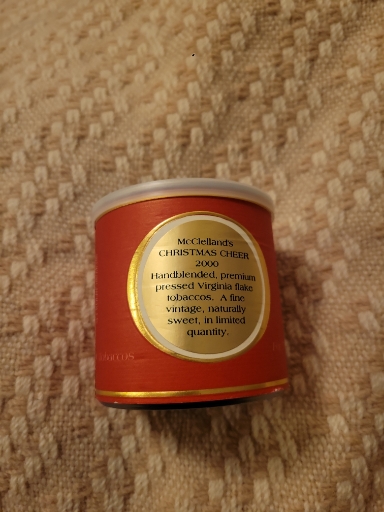 McClelland's
CHRISTMAS CHEER
2000
Handblended, premium
pressed Virginia flake
tobaccos. A fine
vintage, naturally
sweet, in limited
quantity.